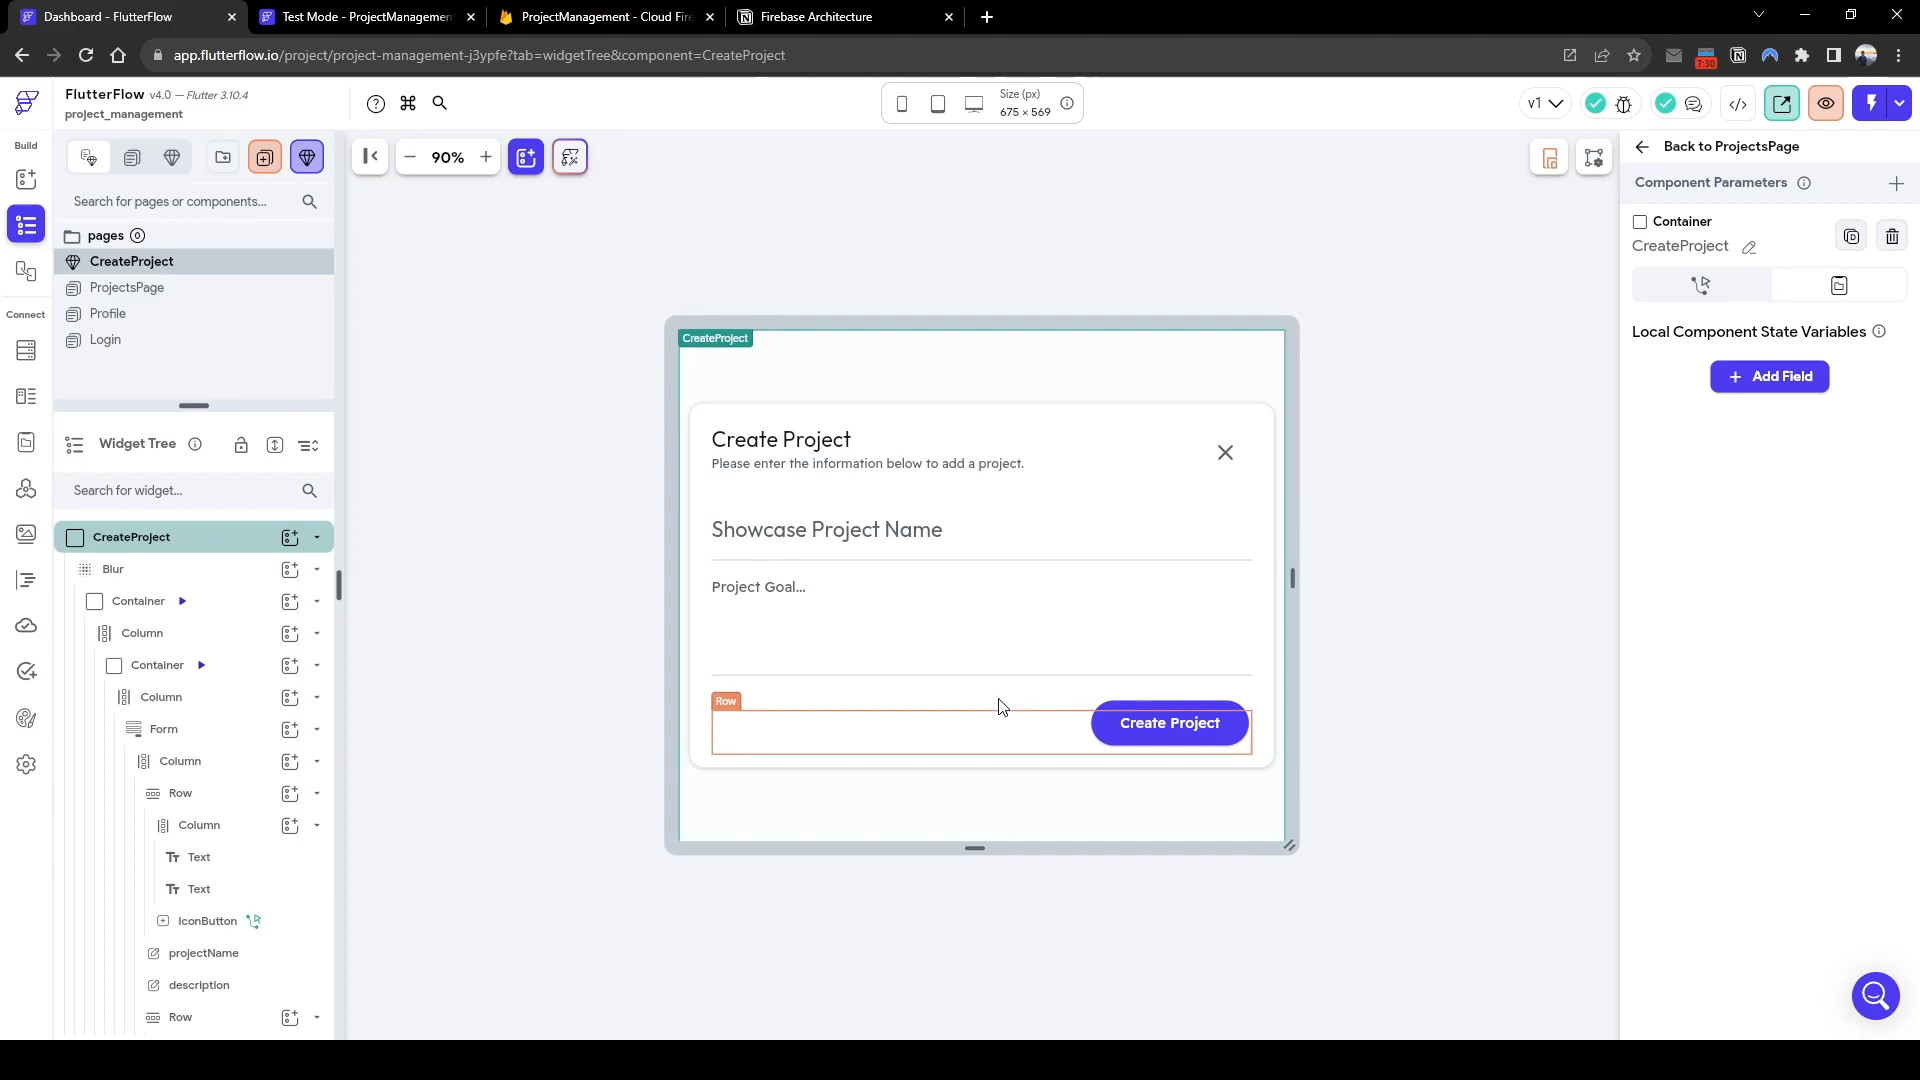 Dashboard - FlutterFlow
Test Mode - ProjectManagement
ProjectManagement - Cloud Fire
Firebase Architecture
app.flutterflow.io/project/project-management-j3ypfe?tab=widgetTree&component=CreateProject
7:30
FlutterFlow v4.0 — Flutter 3.10.4
project_management
Size (px)
675 × 569
v1
Build
90%
Back to ProjectsPage
Component Parameters
Search for pages or components...
pages 0
CreateProject
ProjectsPage
Profile
Login
Connect
Container
CreateProject
Local Component State Variables
+ Add Field
Widget Tree
Search for widget...
CreateProject
Blur
Container
Column
Container
Column
Form
Column
Row
Column
Text
Text
IconButton
projectName
description
Row
CreateProject
Create Project
Please enter the information below to add a project.
Showcase Project Name
Project Goal...
Row
Create Project